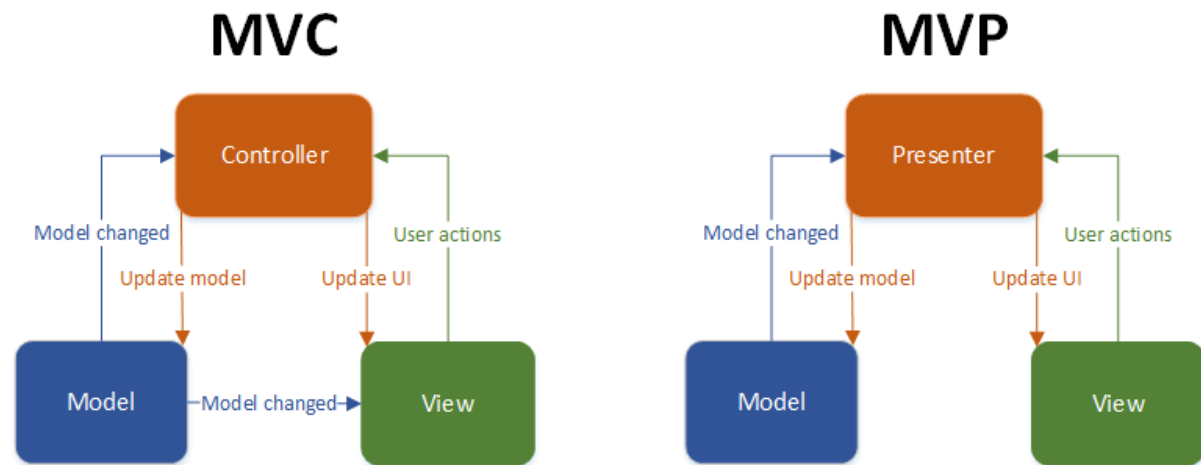 MVC
Controller
Model changed
User actions
Update model
Update UI
Model
Model changed
View
MVP
Presenter
Model changed
User actions
Update model
Update UI
Model
View